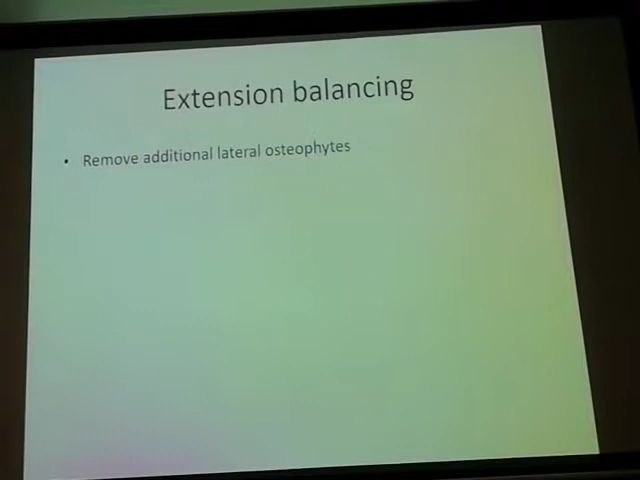 Extension balancing
• Remove additional lateral osteophytes